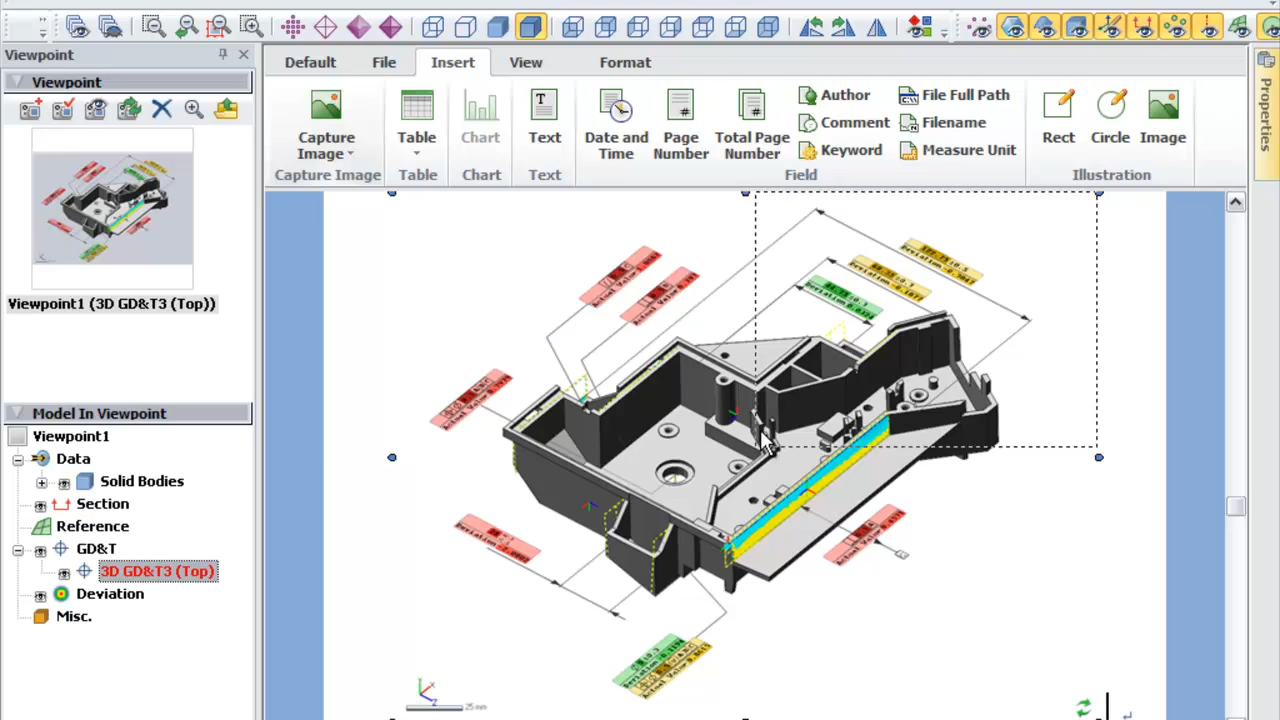 Viewpoint
Default
File
Insert
View
Format
Viewpoint
Viewpoint1 (3D GD&T3 (Top))
Model In Viewpoint
Viewpoint1
Data
Solid Bodies
Section
Reference
GD&T
3D GD&T3 (Top)
Deviation
Misc.
Capture Image
Capture Image
Table
Table
Chart
Chart
Text
Text
Date and Time
Page Number
Total Page Number
Author
Comment
Keyword
File Full Path
Filename
Measure Unit
Field
Rect
Circle
Image
Illustration
Properties
25 mm